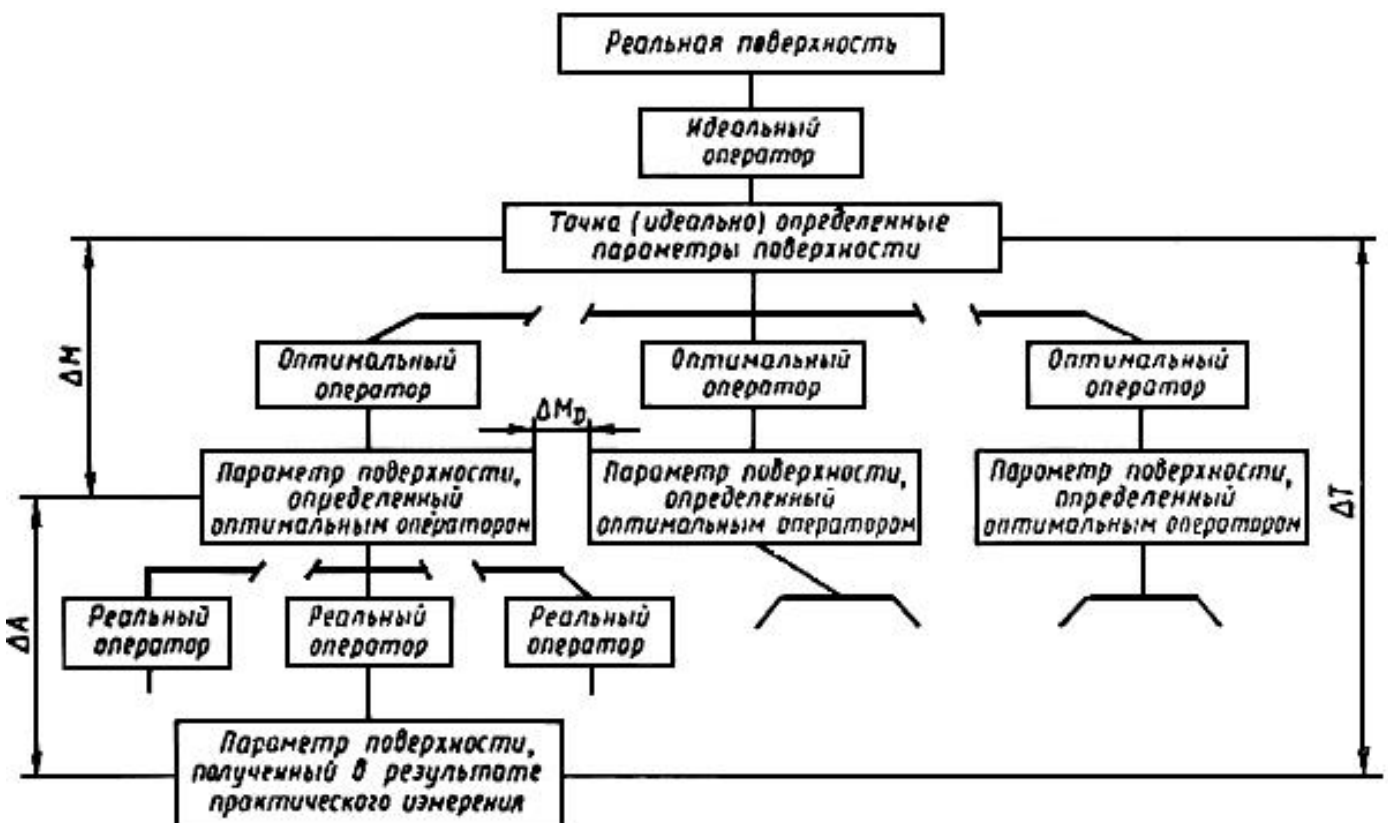 Реальная поверхность
Идеальный
оператор
Точка (идеально) определенные
параметры поверхности
ΔM
Оптимальный
оператор
Оптимальный
оператор
Оптимальный
оператор
ΔM_D
Параметр поверхности,
определенный
оптимальным оператором
Параметр поверхности,
определенный
оптимальным оператором
Параметр поверхности,
определенный
оптимальным оператором
ΔT
ΔA
Реальный
оператор
Реальный
оператор
Реальный
оператор
Параметр поверхности,
полученный в результате
практического измерения